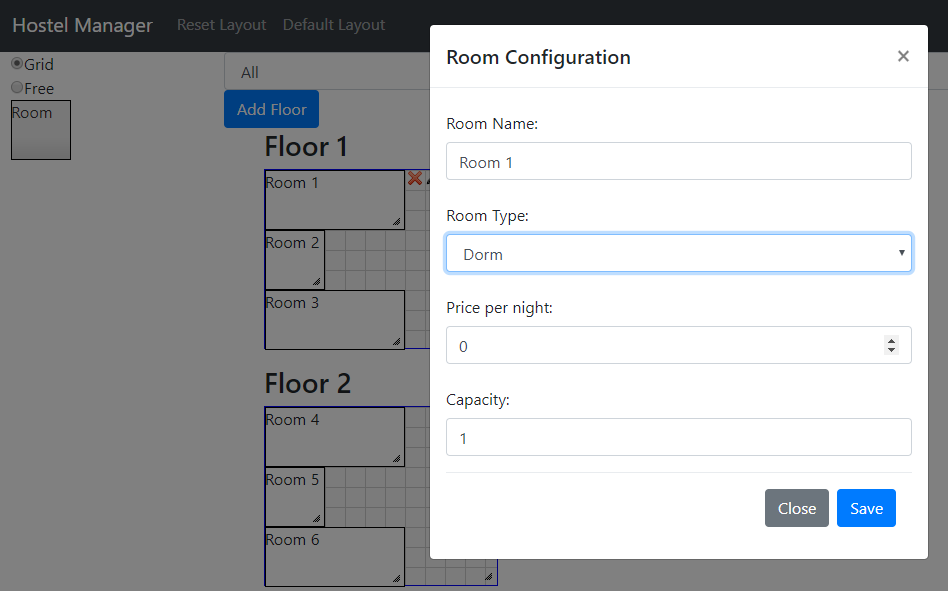 Hostel Manager Reset Layout Default Layout
Grid
Free
Room
All
Add Floor
Floor 1
Room 1
Room 2
Room 3
Floor 2
Room 4
Room 5
Room 6
Room Configuration ×
Room Name:
Room 1
Room Type:
Dorm
Price per night:
0
Capacity:
1
Close Save